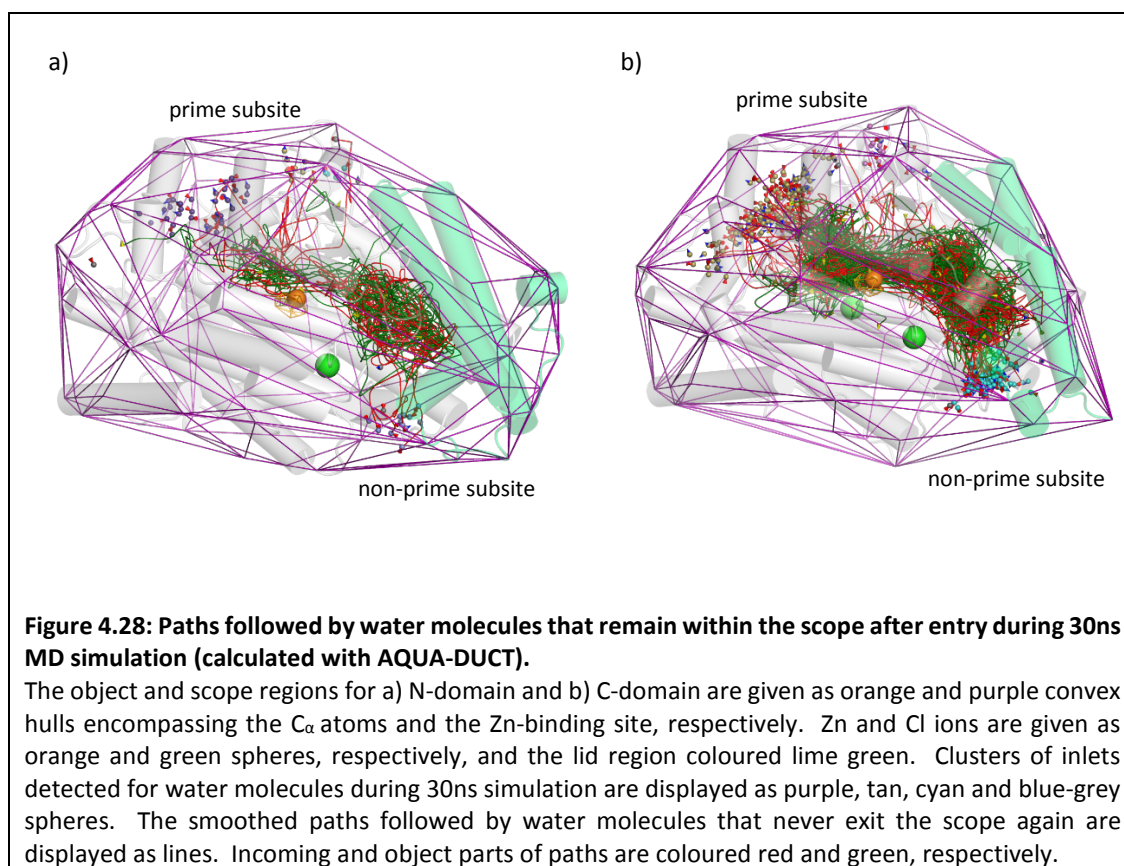 a)
b)
prime subsite
prime subsite
non-prime subsite
non-prime subsite
Figure 4.28: Paths followed by water molecules that remain within the scope after entry during 30ns
MD simulation (calculated with AQUA-DUCT).
The object and scope regions for a) N-domain and b) C-domain are given as orange and purple convex
hulls encompassing the Cα atoms and the Zn-binding site, respectively. Zn and Cl ions are given as
orange and green spheres, respectively, and the lid region coloured lime green. Clusters of inlets
detected for water molecules during 30ns simulation are displayed as purple, tan, cyan and blue-grey
spheres. The smoothed paths followed by water molecules that never exit the scope again are
displayed as lines. Incoming and object parts of paths are coloured red and green, respectively.